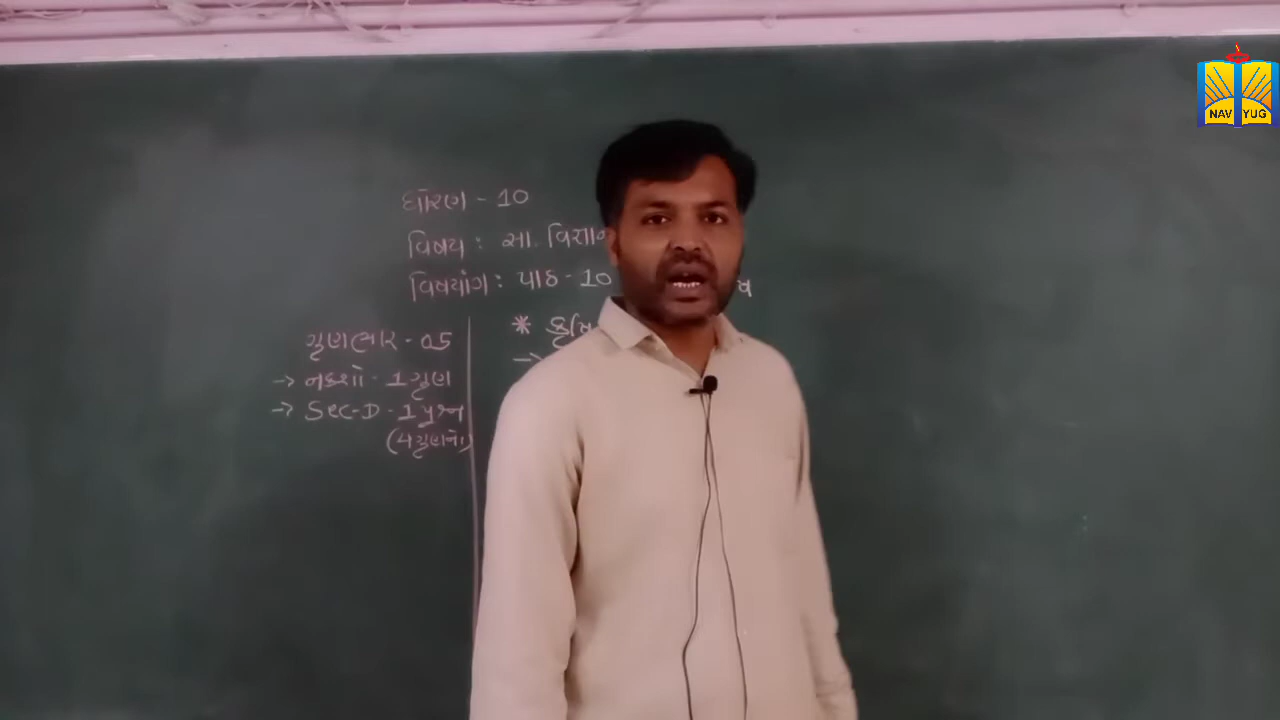 ધોરણ - 10
વિષય : સા. વિજ્ઞાન
વિષયાંગ : પાઠ - 10
* કૃષિ
→
ગુણભાર - 05
→ નકશો - 1 ગુણ
→ Sec-D - 1 પ્રશ્ન
(4 ગુણનો)
NAV YUG